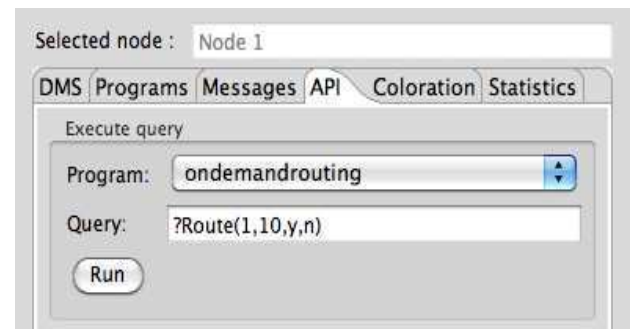 Selected node : Node 1
DMS Programs Messages API Coloration Statistics
Execute query
Program: ondemandrouting
Query: ?Route(1,10,y,n)
Run